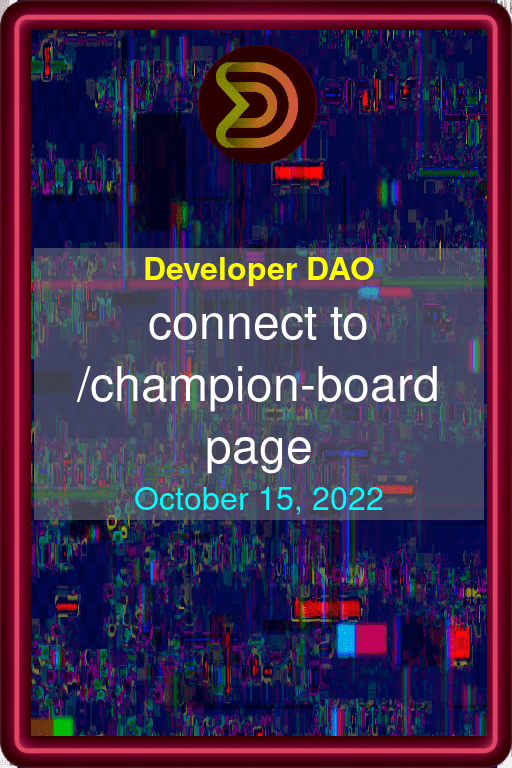 Developer DAO
connect to
/champion-board
page
October 15, 2022